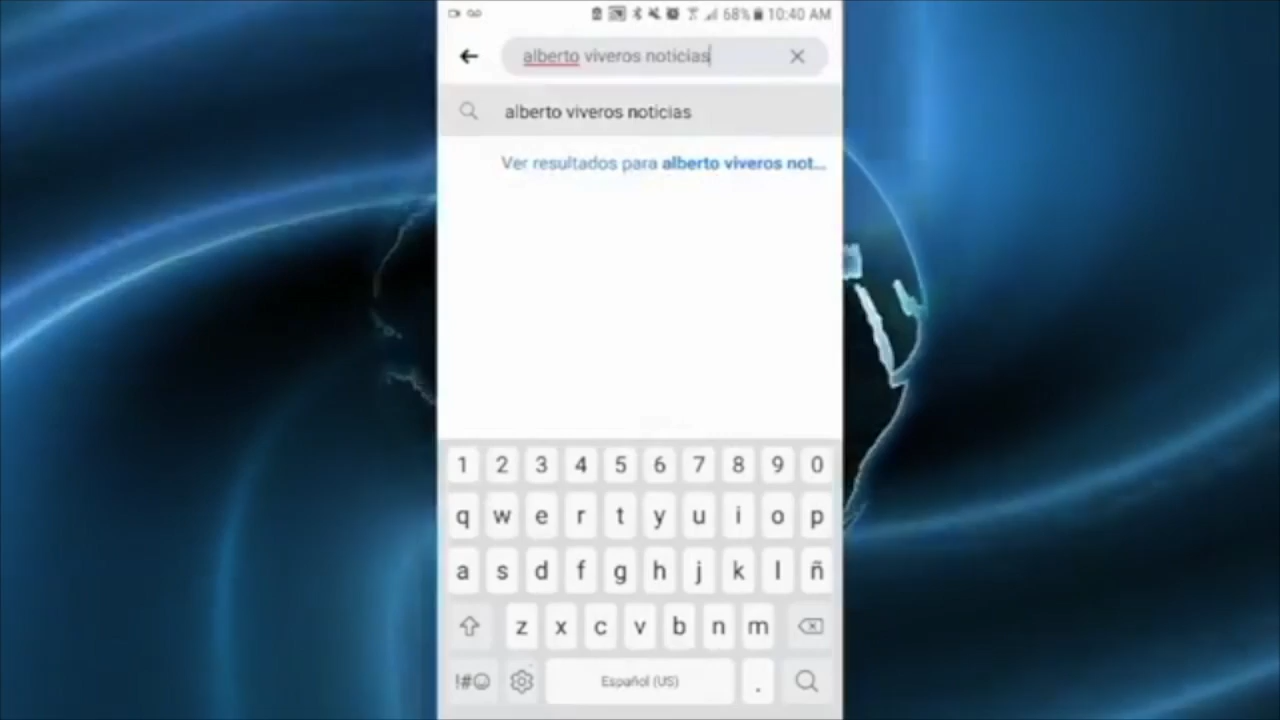 68% 10:40 AM
alberto viveros noticias
alberto viveros noticias
Ver resultados para alberto viveros not...
1 2 3 4 5 6 7 8 9 0
q w e r t y u i o p
a s d f g h j k l ñ
z x c v b n m
!#☺ Español (US) .